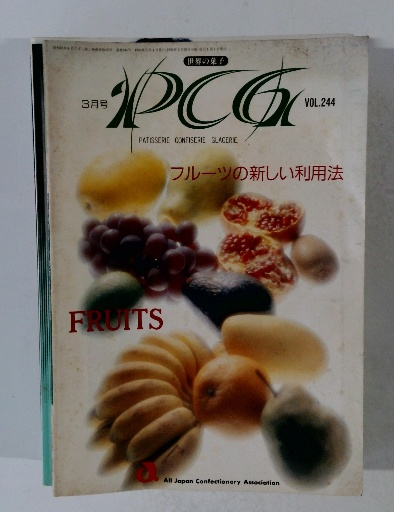 世界の菓子
3月号
PCG
VOL.244
PATISSERIE CONFISERIE GLACERIE
フルーツの新しい利用法
FRUITS
a.
All Japan Confectionery Association